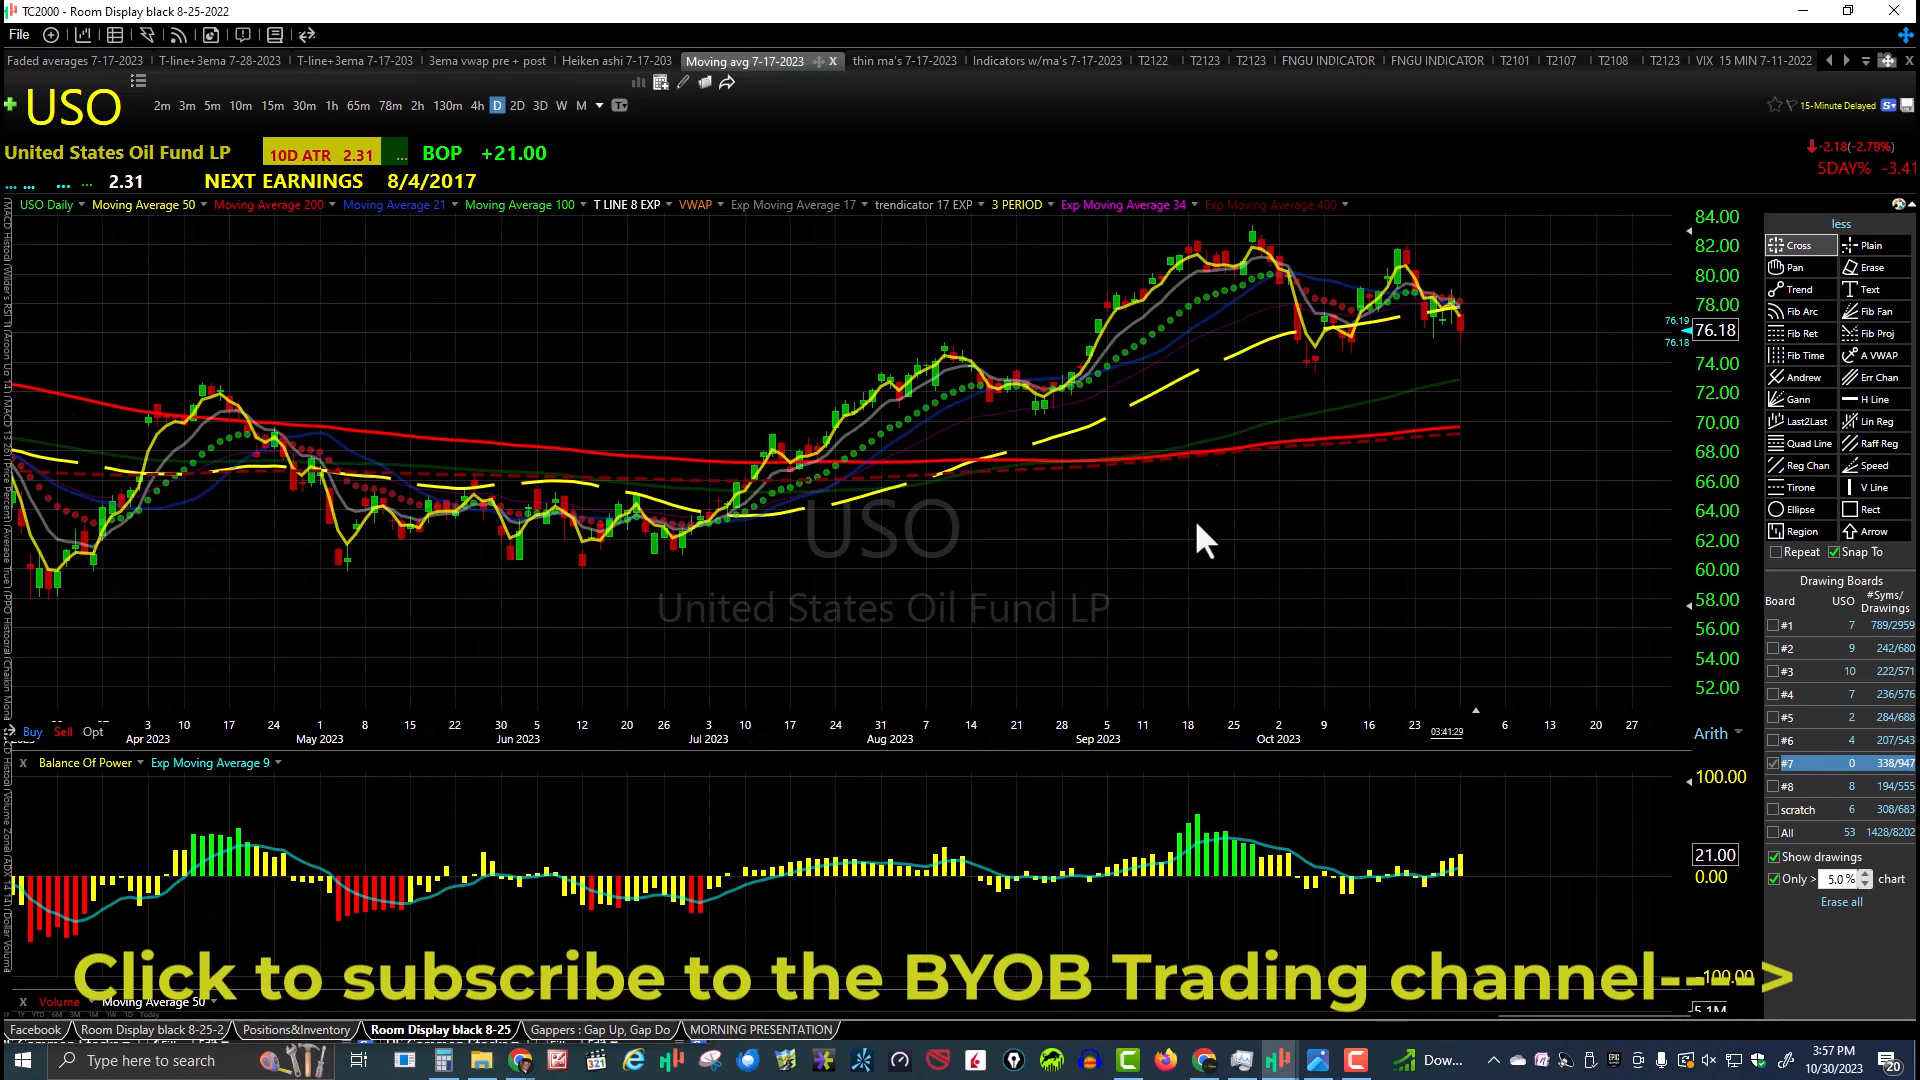 TC2000 - Room Display black 8-25-2022
File
Faded averages 7-17-2023 T-line+3ema 7-28-2023 T-line+3ema 7-17-203 3ema vwap pre + post Heiken ashi 7-17-203 Moving avg 7-17-2023 X thin ma's 7-17-2023 Indicators w/ma's 7-17-2023 T2122 T2123 T2123 FNGU INDICATOR FNGU INDICATOR T2101 T2107 T2108 T2123 VIX 15 MIN 7-11-2022
USO 2m 3m 5m 10m 15m 30m 1h 65m 78m 2h 130m 4h D 2D 3D W M 15-Minute Delayed
United States Oil Fund LP 10D ATR 2.31 ... BOP +21.00 -2.18(-2.78%)
... ... ... ... 2.31 NEXT EARNINGS 8/4/2017 5DAY% -3.41
USO Daily Moving Average 50 Moving Average 200 Moving Average 21 Moving Average 100 T LINE 8 EXP VWAP Exp Moving Average 17 trendicator 17 EXP 3 PERIOD Exp Moving Average 34 Exp Moving Average 400
84.00
82.00
80.00
78.00
76.19
76.18
76.18
74.00
72.00
70.00
68.00
66.00
64.00
62.00
60.00
58.00
56.00
54.00
52.00
USO
United States Oil Fund LP
less
Cross Plain
Pan Erase
Trend Text
Fib Arc Fib Fan
Fib Ret Fib Proj
Fib Time A VWAP
Andrew Err Chan
Gann H Line
Last2Last Lin Reg
Quad Line Raff Reg
Reg Chan Speed
Tirone V Line
Ellipse Rect
Region Arrow
Repeat Snap To
Drawing Boards
Board USO #Syms/ Drawings
#1 7 789/2959
#2 9 242/680
#3 10 222/571
#4 7 236/576
#5 2 284/688
#6 4 207/543
#7 0 338/947
#8 8 194/555
scratch 6 308/683
All 53 1428/8202
Show drawings
Only > 5.0 % chart
Erase all
3 10 17 24 1 8 15 22 30 5 12 20 26 3 10 17 24 31 7 14 21 28 5 11 18 25 2 9 16 23 6 13 20 27
Buy Sell Opt
Apr 2023 May 2023 Jun 2023 Jul 2023 Aug 2023 Sep 2023 Oct 2023 03:41:29
Arith
X Balance Of Power Exp Moving Average 9
100.00
21.00
0.00
-100.00
Click to subscribe to the BYOB Trading channel---->
X Volume Moving Average 50
5.1M
Facebook Room Display black 8-25-2 Positions&Inventory Room Display black 8-25 Gappers : Gap Up, Gap Do MORNING PRESENTATION
Type here to search
Dow...
3:57 PM
10/30/2023
20